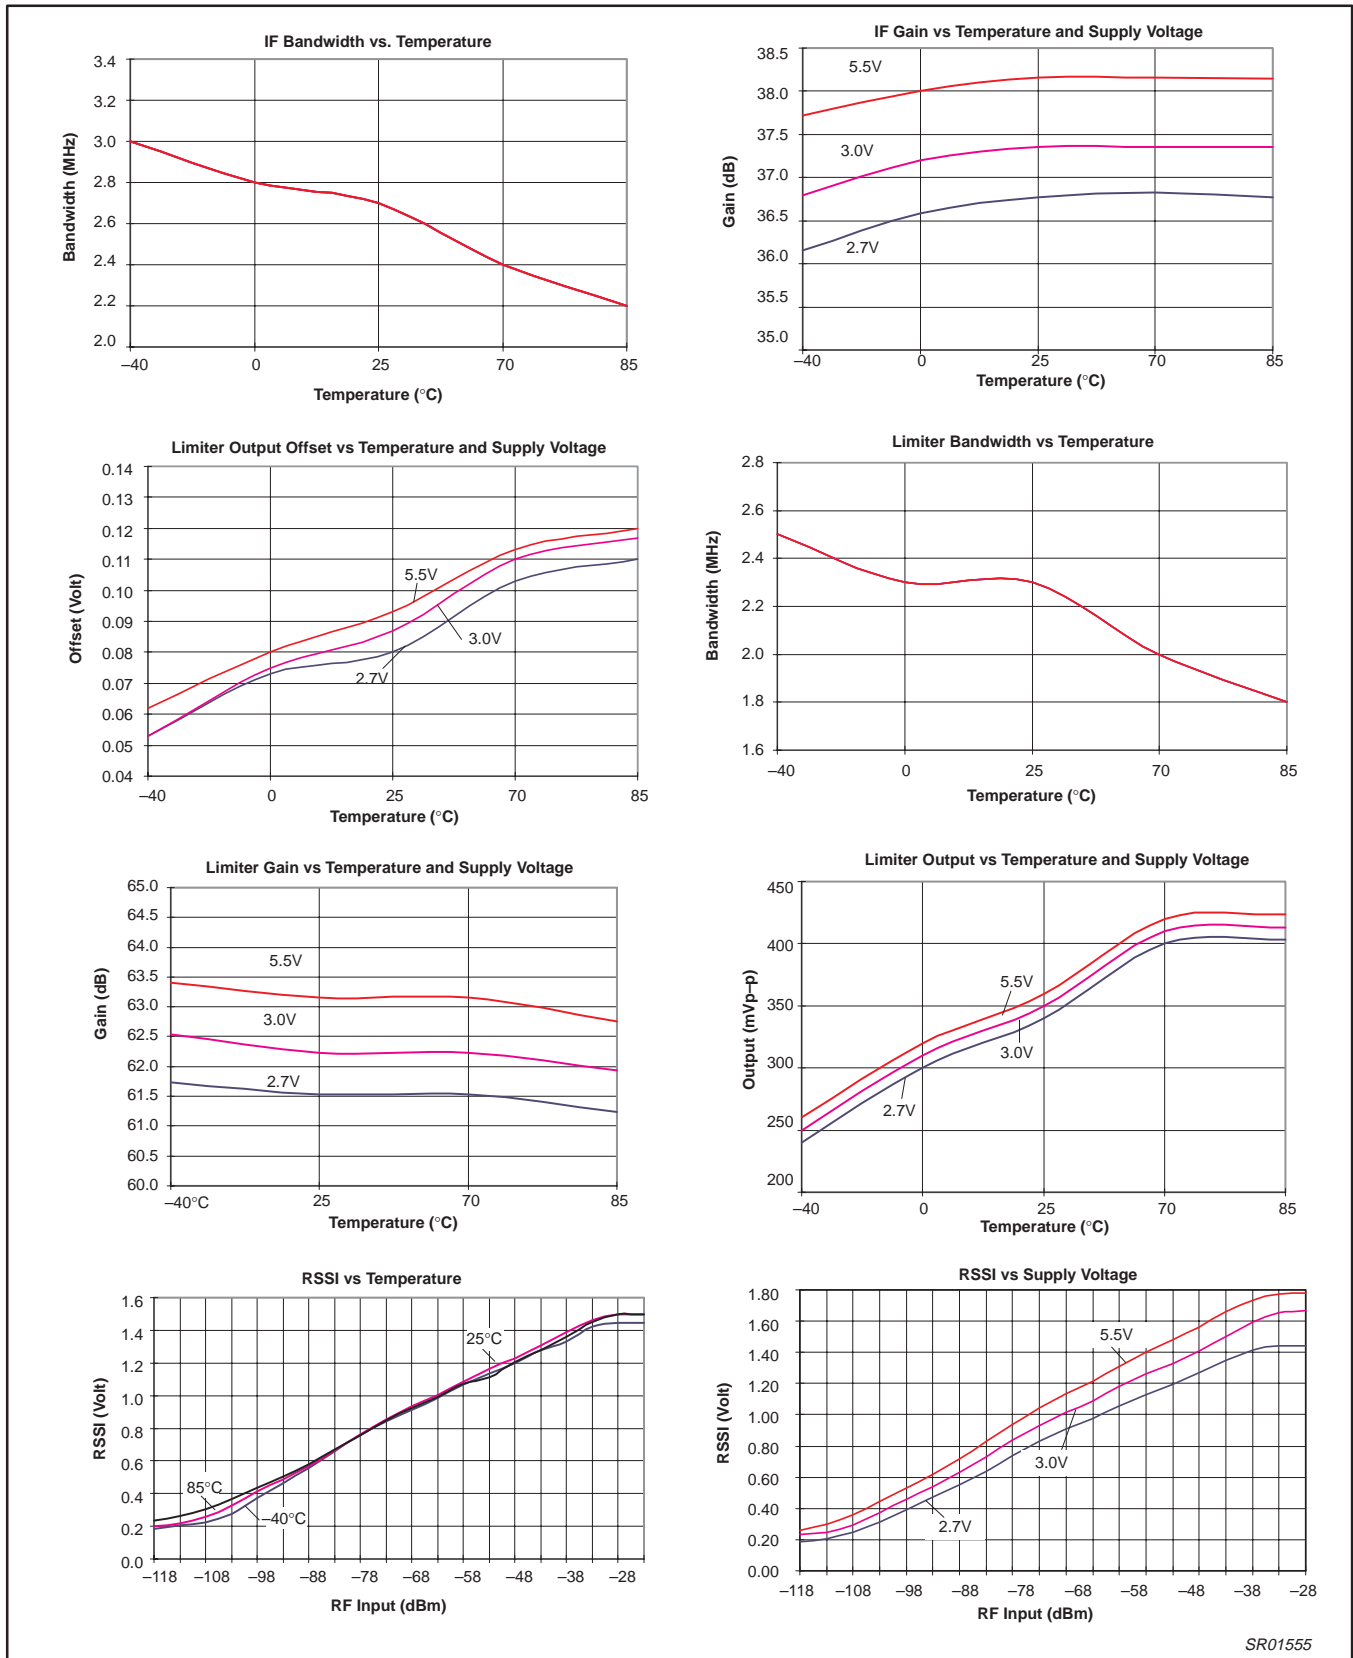 IF Bandwidth vs. Temperature
3.4
3.2
3.0
2.8
2.6
2.4
2.2
2.0
Bandwidth (MHz)
–40 0 25 70 85
Temperature (°C)
IF Gain vs Temperature and Supply Voltage
38.5
38.0
37.5
37.0
36.5
36.0
35.5
35.0
Gain (dB)
5.5V
3.0V
2.7V
–40 0 25 70 85
Temperature (°C)
Limiter Output Offset vs Temperature and Supply Voltage
0.14
0.13
0.12
0.11
0.10
0.09
0.08
0.07
0.06
0.05
0.04
Offset (Volt)
5.5V
3.0V
2.7V
–40 0 25 70 85
Temperature (°C)
Limiter Bandwidth vs Temperature
2.8
2.6
2.4
2.2
2.0
1.8
1.6
Bandwidth (MHz)
–40 0 25 70 85
Temperature (°C)
Limiter Gain vs Temperature and Supply Voltage
65.0
64.5
64.0
63.5
63.0
62.5
62.0
61.5
61.0
60.5
60.0
Gain (dB)
5.5V
3.0V
2.7V
–40°C 25 70 85
Temperature (°C)
Limiter Output vs Temperature and Supply Voltage
450
400
350
300
250
200
Output (mVp–p)
5.5V
3.0V
2.7V
–40 0 25 70 85
Temperature (°C)
RSSI vs Temperature
1.6
1.4
1.2
1.0
0.8
0.6
0.4
0.2
0.0
RSSI (Volt)
25°C
85°C
–40°C
–118 –108 –98 –88 –78 –68 –58 –48 –38 –28
RF Input (dBm)
RSSI vs Supply Voltage
1.80
1.60
1.40
1.20
1.00
0.80
0.60
0.40
0.20
0.00
RSSI (Volt)
5.5V
3.0V
2.7V
–118 –108 –98 –88 –78 –68 –58 –48 –38 –28
RF Input (dBm)
SR01555